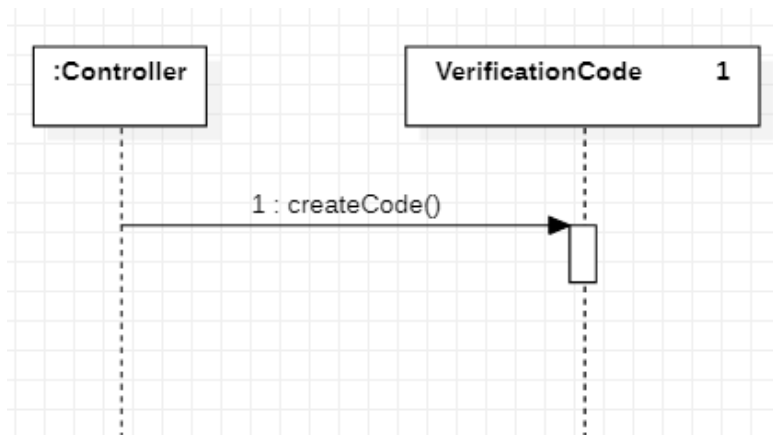 :Controller
VerificationCode 1
1 : createCode()